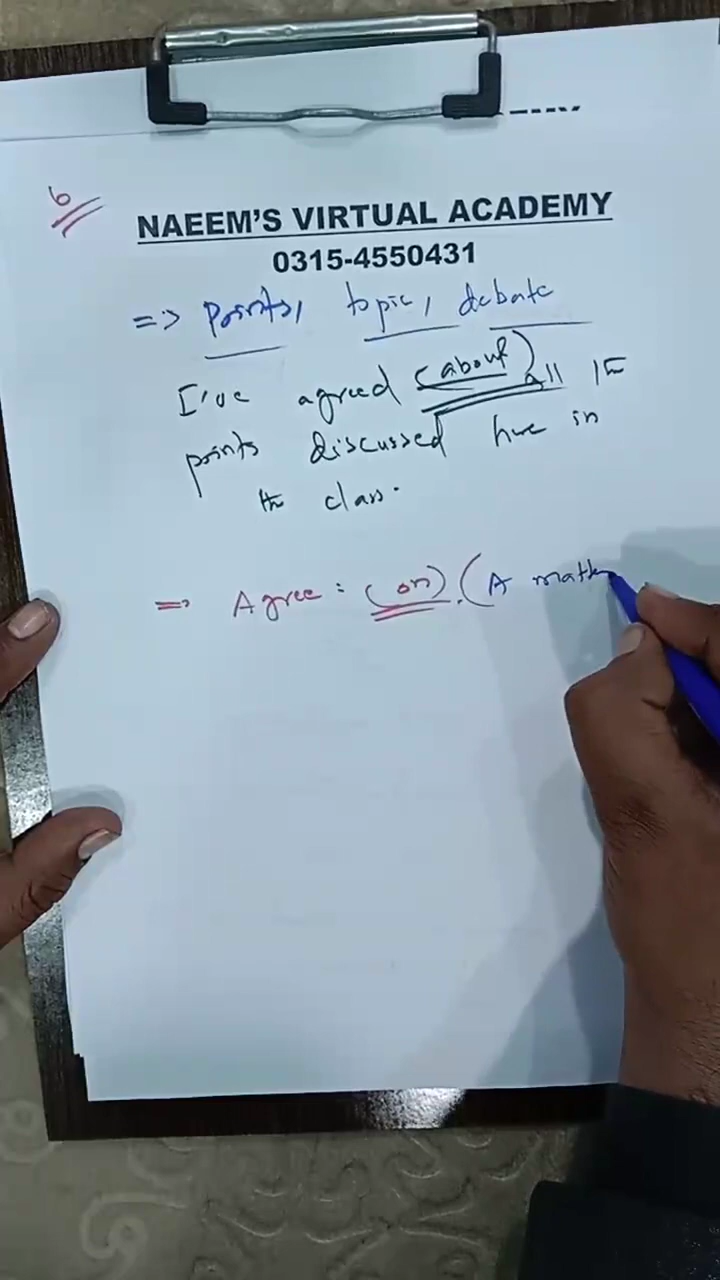 6
NAEEM'S VIRTUAL ACADEMY
0315-4550431
=> Points, topic, debate
I've agreed (about) all the
points discussed here in
the class.
=> Agree : (on). (A matte